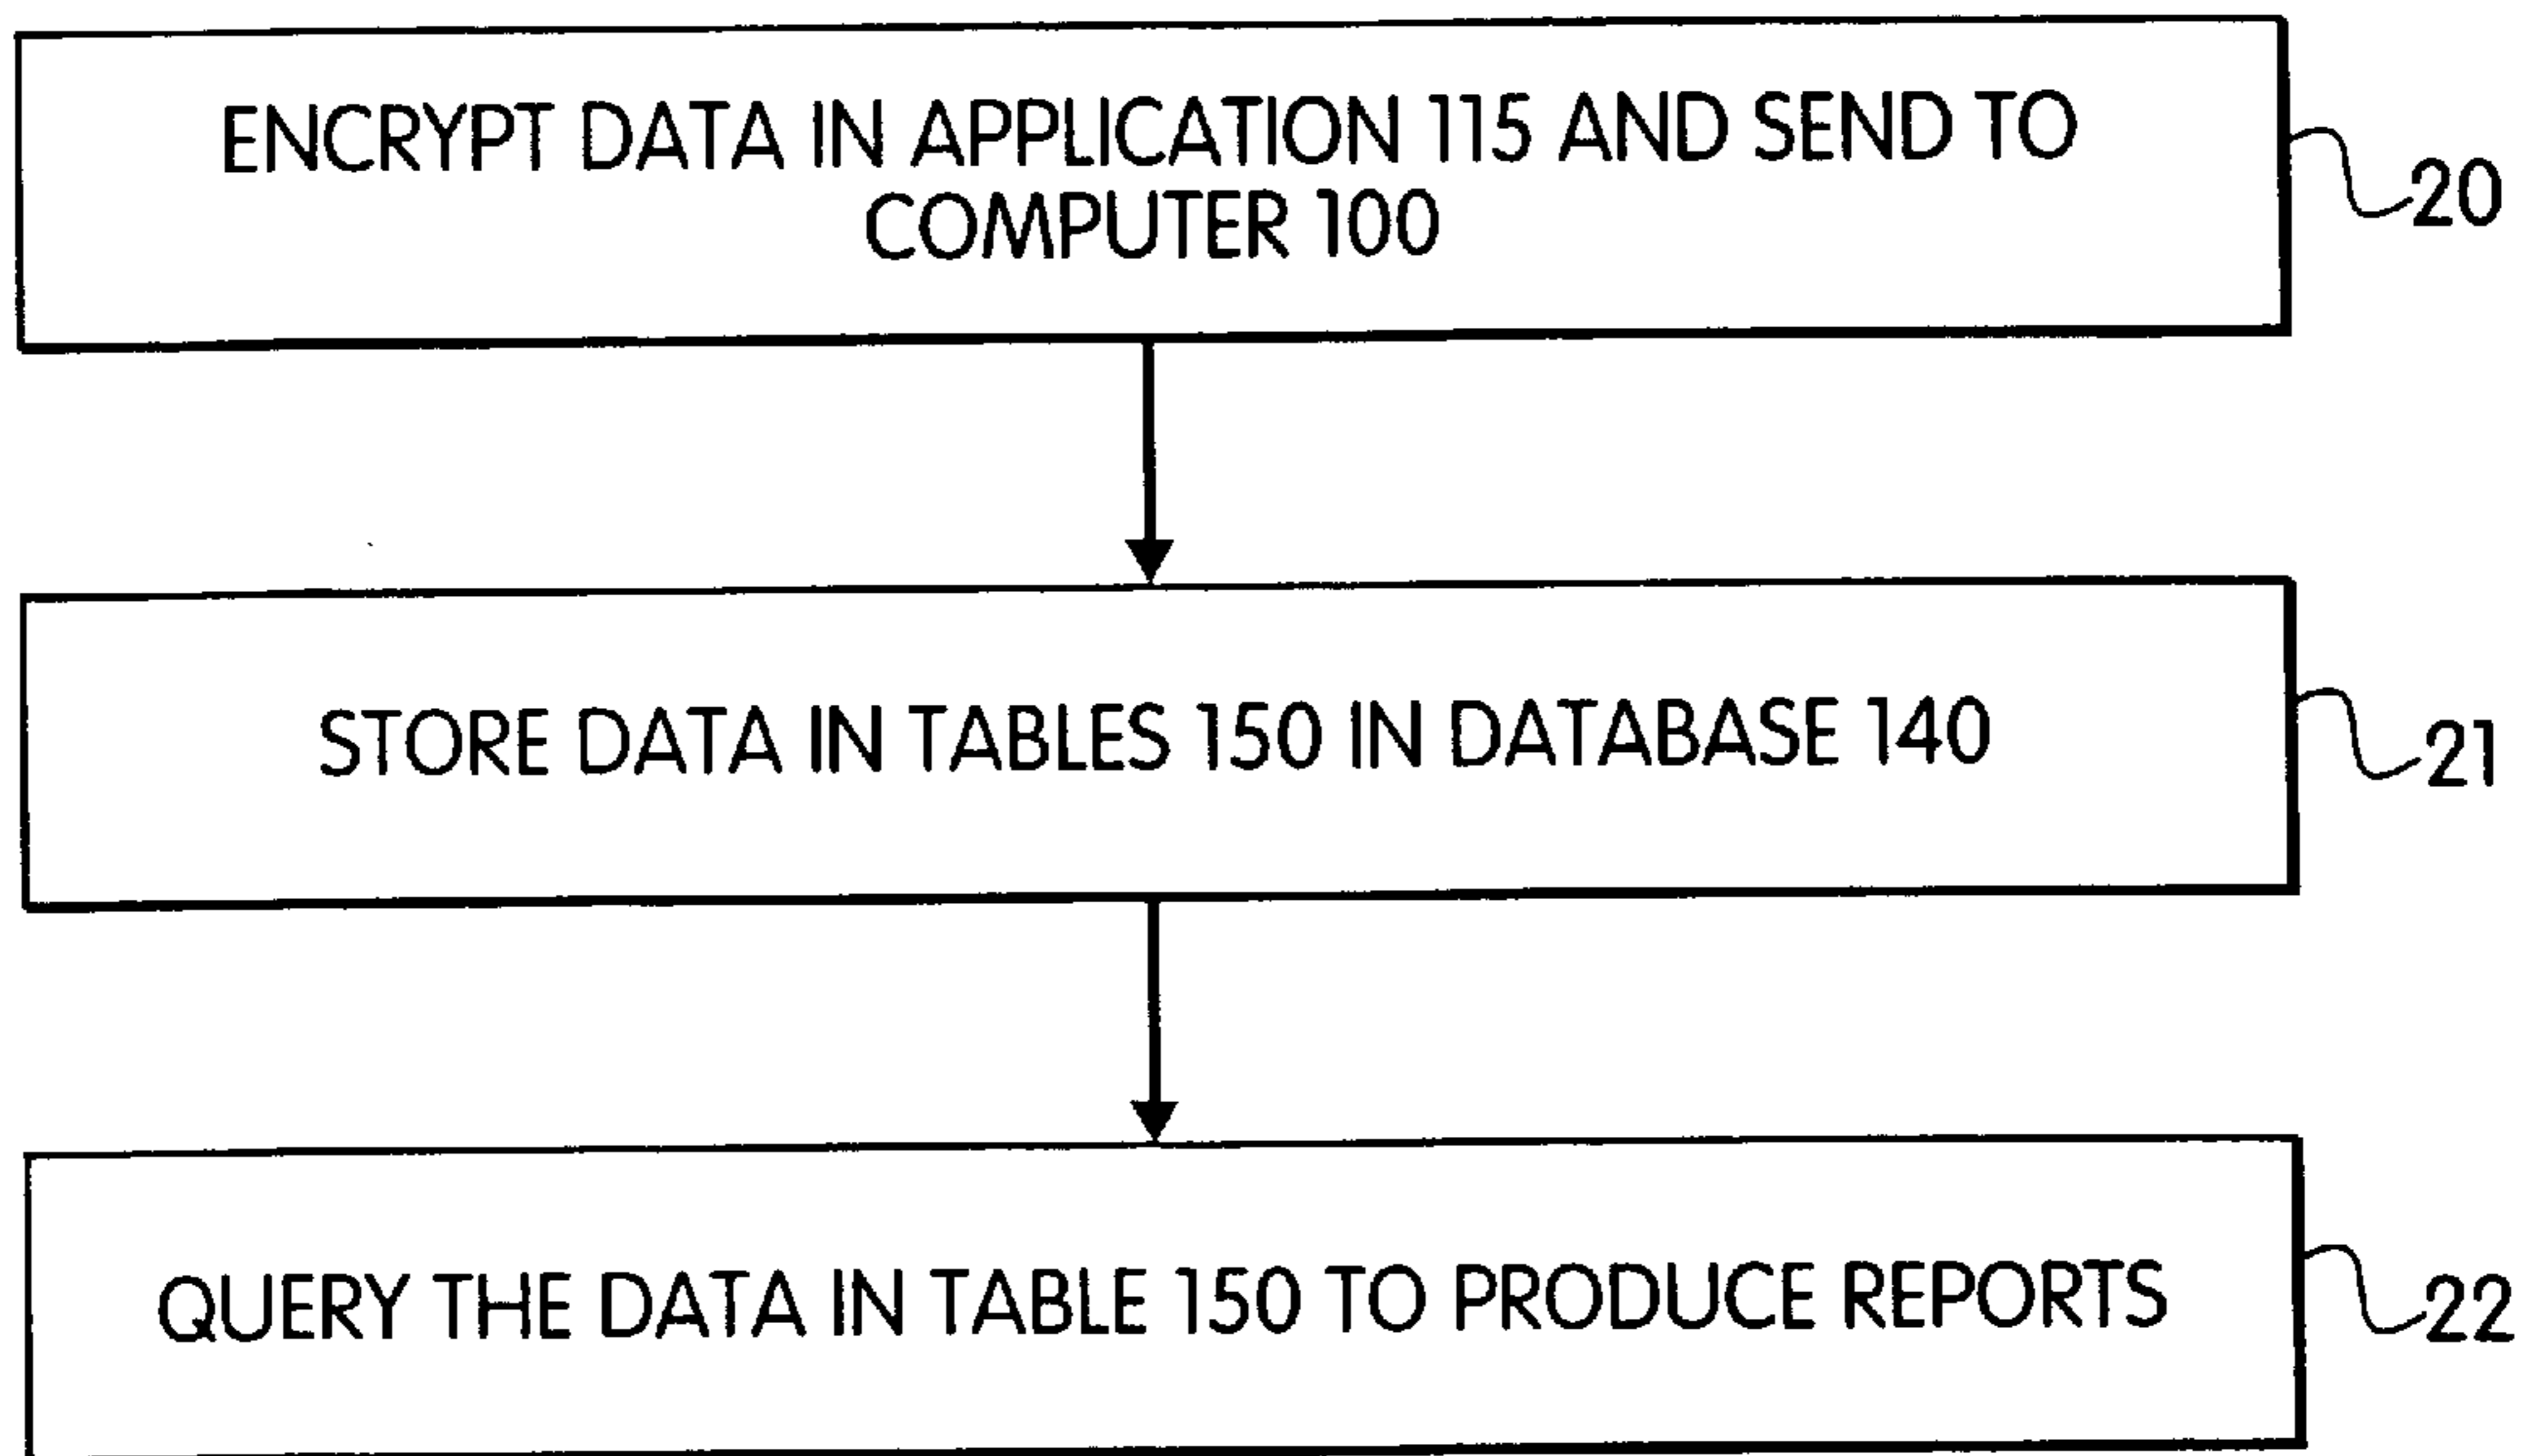 ENCRYPT DATA IN APPLICATION 115 AND SEND TO
COMPUTER 100
20
STORE DATA IN TABLES 150 IN DATABASE 140
21
QUERY THE DATA IN TABLE 150 TO PRODUCE REPORTS
22